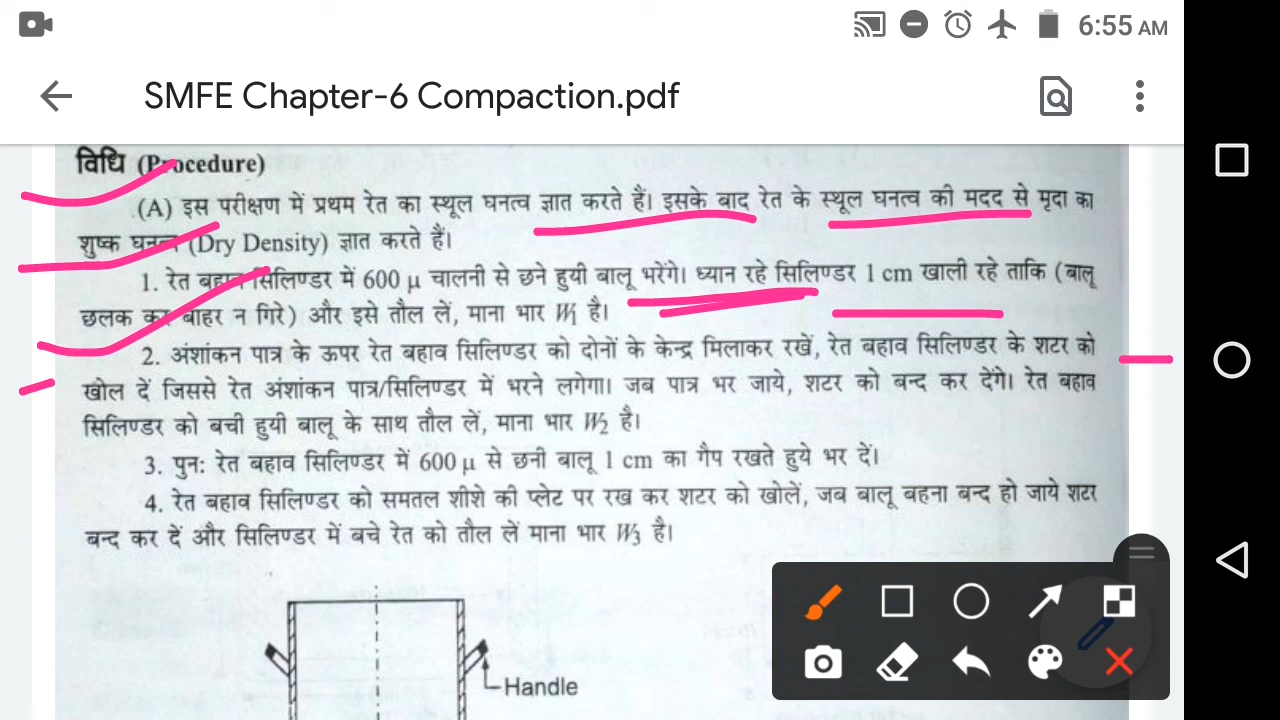 6:55 AM
SMFE Chapter-6 Compaction.pdf
विधि (Procedure)
(A) इस परीक्षण में प्रथम रेत का स्थूल घनत्व ज्ञात करते हैं। इसके बाद रेत के स्थूल घनत्व की मदद से मृदा का
शुष्क घनत्व (Dry Density) ज्ञात करते हैं।
1. रेत बहाव सिलिण्डर में 600 μ चालनी से छने हुयी बालू भरेंगे। ध्यान रहे सिलिण्डर 1 cm खाली रहे ताकि (बालू
छलक कर बाहर न गिरे) और इसे तौल लें, माना भार W₁ है।
2. अंशांकन पात्र के ऊपर रेत बहाव सिलिण्डर को दोनों के केन्द्र मिलाकर रखें, रेत बहाव सिलिण्डर के शटर को
खोल दें जिससे रेत अंशांकन पात्र/सिलिण्डर में भरने लगेगा। जब पात्र भर जाये, शटर को बन्द कर देंगे। रेत बहाव
सिलिण्डर को बची हुयी बालू के साथ तौल लें, माना भार W₂ है।
3. पुन: रेत बहाव सिलिण्डर में 600 μ से छनी बालू 1 cm का गैप रखते हुये भर दें।
4. रेत बहाव सिलिण्डर को समतल शीशे की प्लेट पर रख कर शटर को खोलें, जब बालू बहना बन्द हो जाये शटर
बन्द कर दें और सिलिण्डर में बचे रेत को तौल लें माना भार W₃ है।
Handle